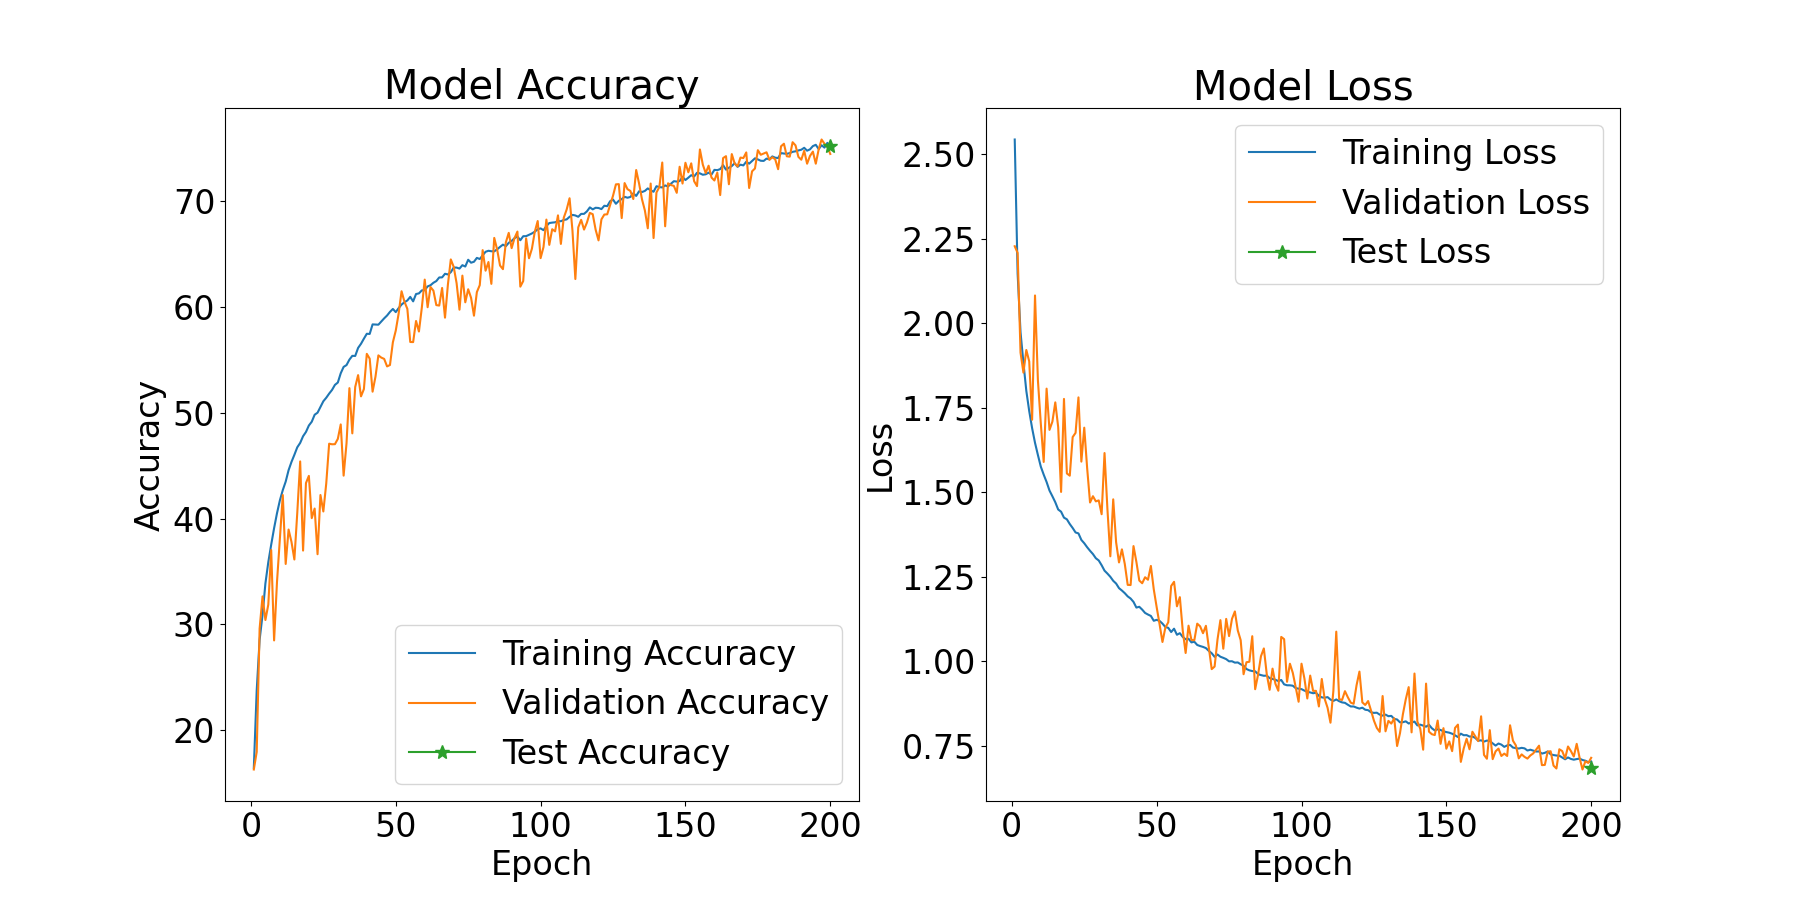 Model Accuracy
Accuracy
70
60
50
40
30
20
Training Accuracy
Validation Accuracy
Test Accuracy
0 50 100 150 200
Epoch
Model Loss
Loss
2.50
2.25
2.00
1.75
1.50
1.25
1.00
0.75
Training Loss
Validation Loss
Test Loss
0 50 100 150 200
Epoch